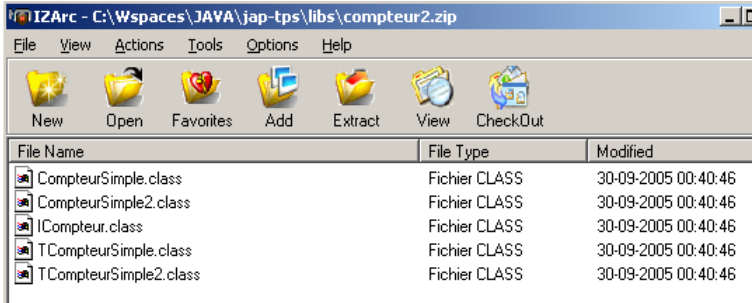 IZArc - C:\Wspaces\JAVA\jap-tps\libs\compteur2.zip
File View Actions Tools Options Help
New Open Favorites Add Extract View CheckOut
File Name File Type Modified
CompteurSimple.class Fichier CLASS 30-09-2005 00:40:46
CompteurSimple2.class Fichier CLASS 30-09-2005 00:40:46
ICompteur.class Fichier CLASS 30-09-2005 00:40:46
TCompteurSimple.class Fichier CLASS 30-09-2005 00:40:46
TCompteurSimple2.class Fichier CLASS 30-09-2005 00:40:46